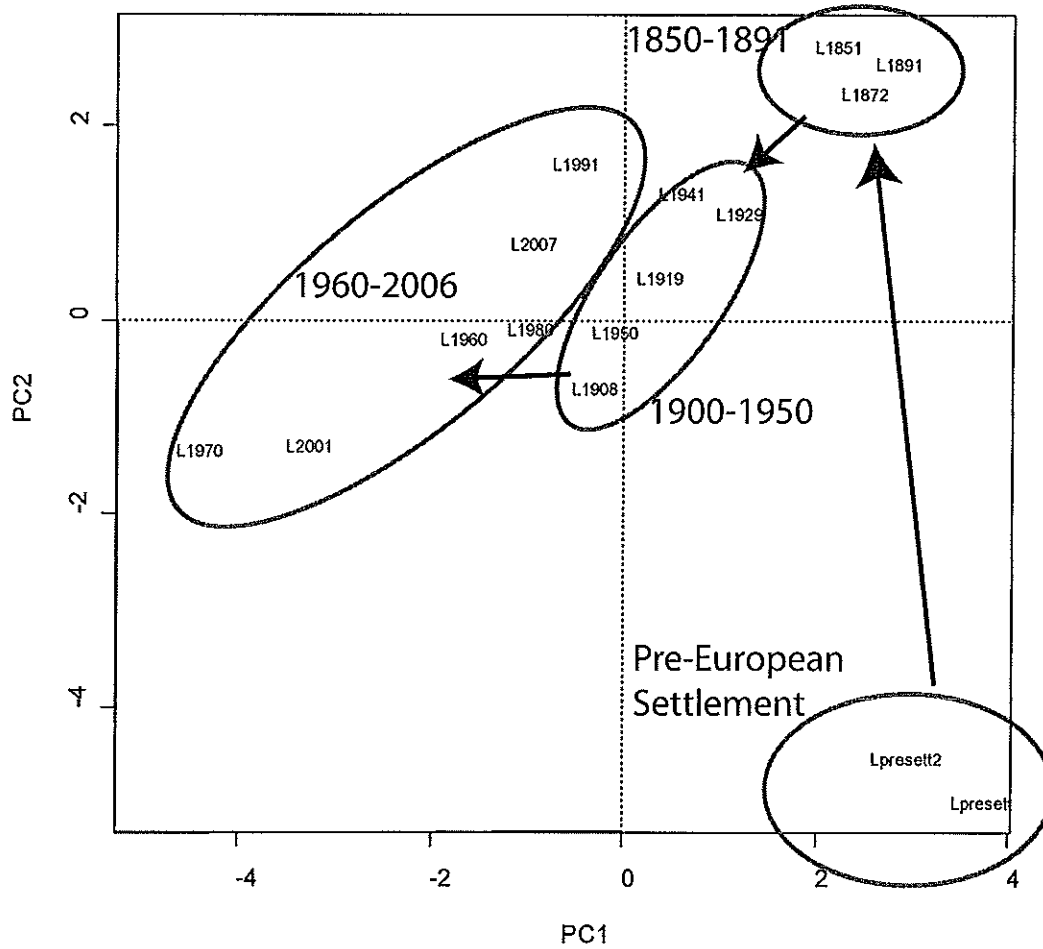 1850-1891
L1851
L1891
L1872
2
L1991
L1941
L1929
L2007
1960-2006
L1919
0
L1960
L1980
L1950
L1908
1900-1950
PC2
L1970
L2001
-2
Pre-European
Settlement
-4
Lpresett2
Lpresett
-4
-2
0
2
4
PC1